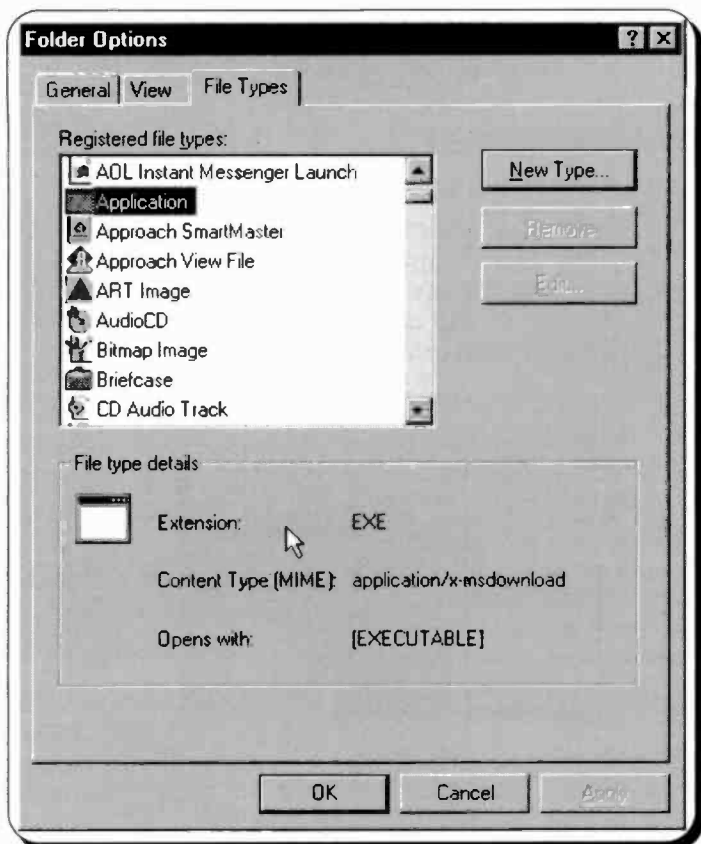 Folder Options
General View File Types
Registered file types:
AOL Instant Messenger Launch
Application
Approach SmartMaster
Approach View File
ART Image
AudioCD
Bitmap Image
Briefcase
CD Audio Track
New Type...
Remove
Edit...
File type details
Extension: EXE
Content Type (MIME): application/x-msdownload
Opens with: [EXECUTABLE]
OK Cancel Apply